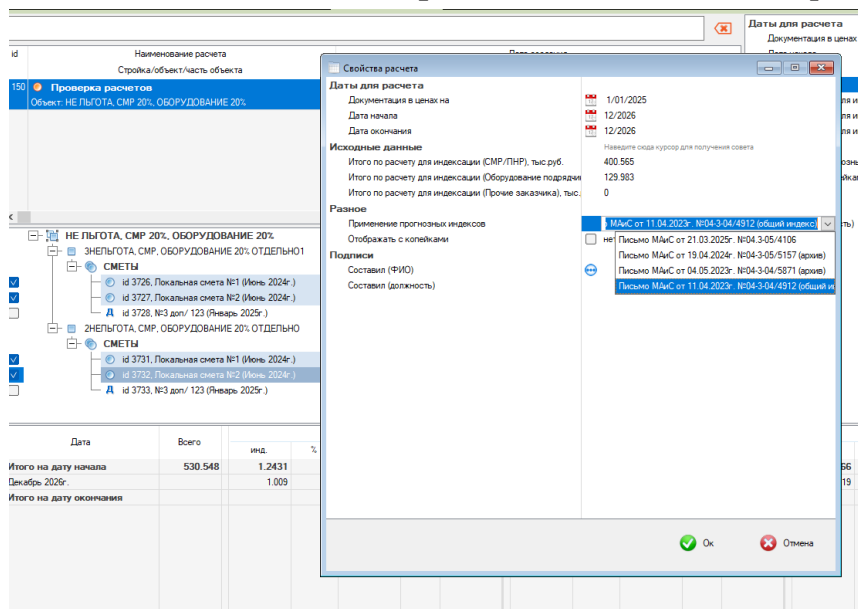 Даты для расчета
Документация в ценах
id
Наименование расчета
Стройка/объект/часть объекта
150
Проверка расчетов
Объект: НЕ ЛЬГОТА, СМР 20%, ОБОРУДОВАНИЕ 20%
Свойства расчета
Даты для расчета
Документация в ценах на 1/01/2025
Дата начала 12/2026
Дата окончания 12/2026
Исходные данные Наведите сюда курсор для получения совета
Итого по расчету для индексации (СМР/ПНР), тыс.руб. 400.565
Итого по расчету для индексации (Оборудование подрядчи 129.983
Итого по расчету для индексации (Прочие заказчика), тыс. 0
Разное
Применение прогнозных индексов МАиС от 11.04.2023г. №04-3-04/4912 (общий индекс)
Отображать с копейками нет
Письмо МАиС от 21.03.2025г. №04.3-05/4106
Письмо МАиС от 19.04.2024г. №04-3-05/5157 (архив)
Письмо МАиС от 04.05.2023г. №04-3-04/5871 (архив)
Письмо МАиС от 11.04.2023г. №04-3-04/4912 (общий и
Подписи
Составил (ФИО)
Составил (должность)
Ок
Отмена
НЕ ЛЬГОТА, СМР 20%, ОБОРУДОВАНИЕ 20%
3НЕЛЬГОТА, СМР, ОБОРУДОВАНИЕ 20% ОТДЕЛЬНО1
СМЕТЫ
id 3726, Локальная смета №1 (Июнь 2024г.)
id 3727, Локальная смета №2 (Июнь 2024г.)
Д id 3728, №3 доп/ 123 (Январь 2025г.)
2НЕЛЬГОТА, СМР, ОБОРУДОВАНИЕ 20% ОТДЕЛЬНО
СМЕТЫ
id 3731, Локальная смета №1 (Июнь 2024г.)
id 3732, Локальная смета №2 (Июнь 2024г.)
Д id 3733, №3 доп/ 123 (Январь 2025г.)
Дата
Всего
инд.
%
Итого на дату начала 530.548 1.2431 66
Декабрь 2026г. 1.009 19
Итого на дату окончания